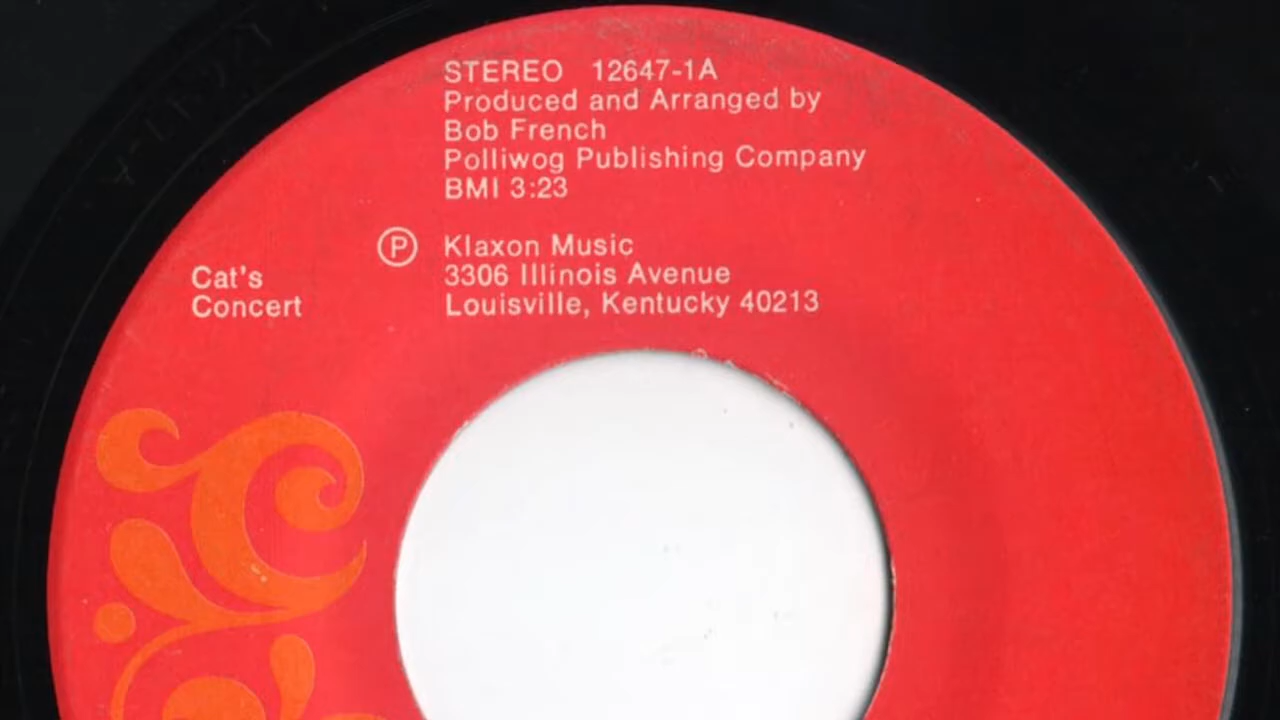 STEREO 12647-1A
Produced and Arranged by
Bob French
Polliwog Publishing Company
BMI 3:23
Ⓟ Klaxon Music
3306 Illinois Avenue
Louisville, Kentucky 40213
Cat's
Concert